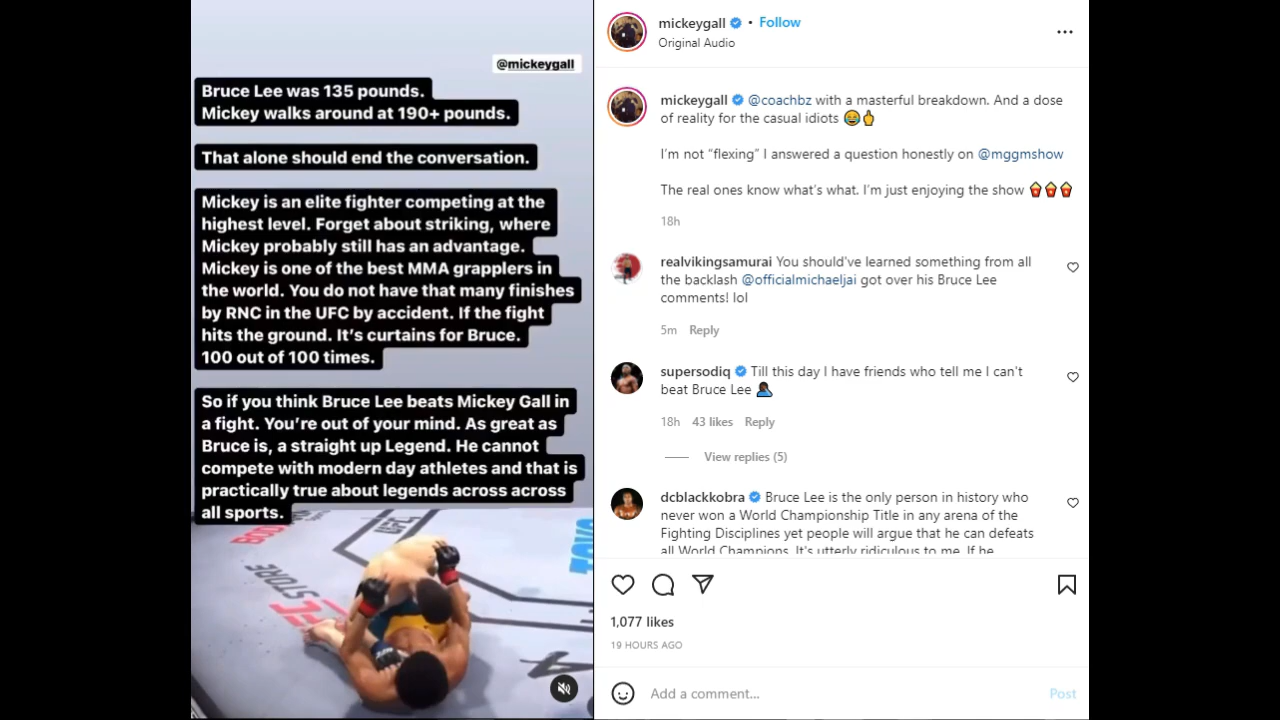 @mickeygall
Bruce Lee was 135 pounds.
Mickey walks around at 190+ pounds.
That alone should end the conversation.
Mickey is an elite fighter competing at the
highest level. Forget about striking, where
Mickey probably still has an advantage.
Mickey is one of the best MMA grapplers in
the world. You do not have that many finishes
by RNC in the UFC by accident. If the fight
hits the ground. It's curtains for Bruce.
100 out of 100 times.
So if you think Bruce Lee beats Mickey Gall in
a fight. You're out of your mind. As great as
Bruce is, a straight up Legend. He cannot
compete with modern day athletes and that is
practically true about legends across across
all sports.
UFC
STORE
mickeygall • Follow
Original Audio
mickeygall @coachbz with a masterful breakdown. And a dose
of reality for the casual idiots 😂🖕
I'm not “flexing” I answered a question honestly on @mggmshow
The real ones know what's what. I'm just enjoying the show 🍿🍿🍿
18h
realvikingsamurai You should've learned something from all
the backlash @officialmichaeljai got over his Bruce Lee
comments! lol
5m Reply
supersodiq Till this day I have friends who tell me I can't
beat Bruce Lee 🤦🏿‍♂️
18h 43 likes Reply
View replies (5)
dcblackkobra Bruce Lee is the only person in history who
never won a World Championship Title in any arena of the
Fighting Disciplines yet people will argue that he can defeats
all World Champions. It's utterly ridiculous to me. If he
1,077 likes
19 HOURS AGO
Add a comment...
Post